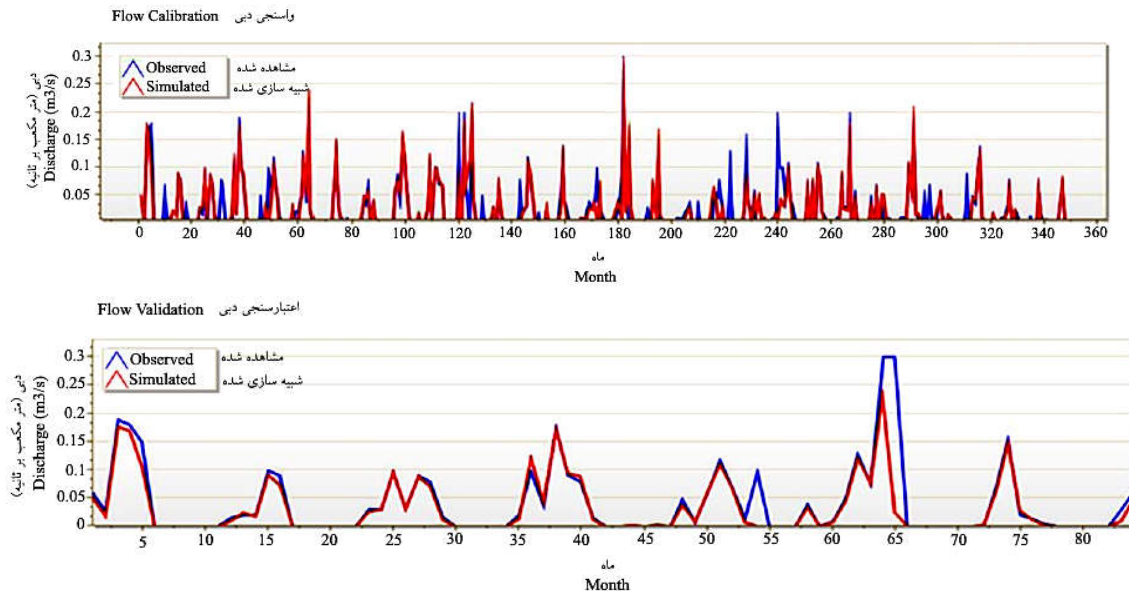 Flow Calibration واسنجی دبی
دبی (متر مکعب بر ثانیه)
Discharge (m3/s)
0.3
0.25
0.2
0.15
0.1
0.05
Observed مشاهده شده
Simulated شبیه سازی شده
0 20 40 60 80 100 120 140 160 182 200 220 240 260 280 300 320 340 360
ماه
Month
Flow Validation اعتبارسنجی دبی
دبی (متر مکعب بر ثانیه)
Discharge (m3/s)
0.3
0.25
0.2
0.15
0.1
0.05
0
Observed مشاهده شده
Simulated شبیه سازی شده
5 15 25 30 35 40 45 50 55 60 65 70 75 80
ماه
Month